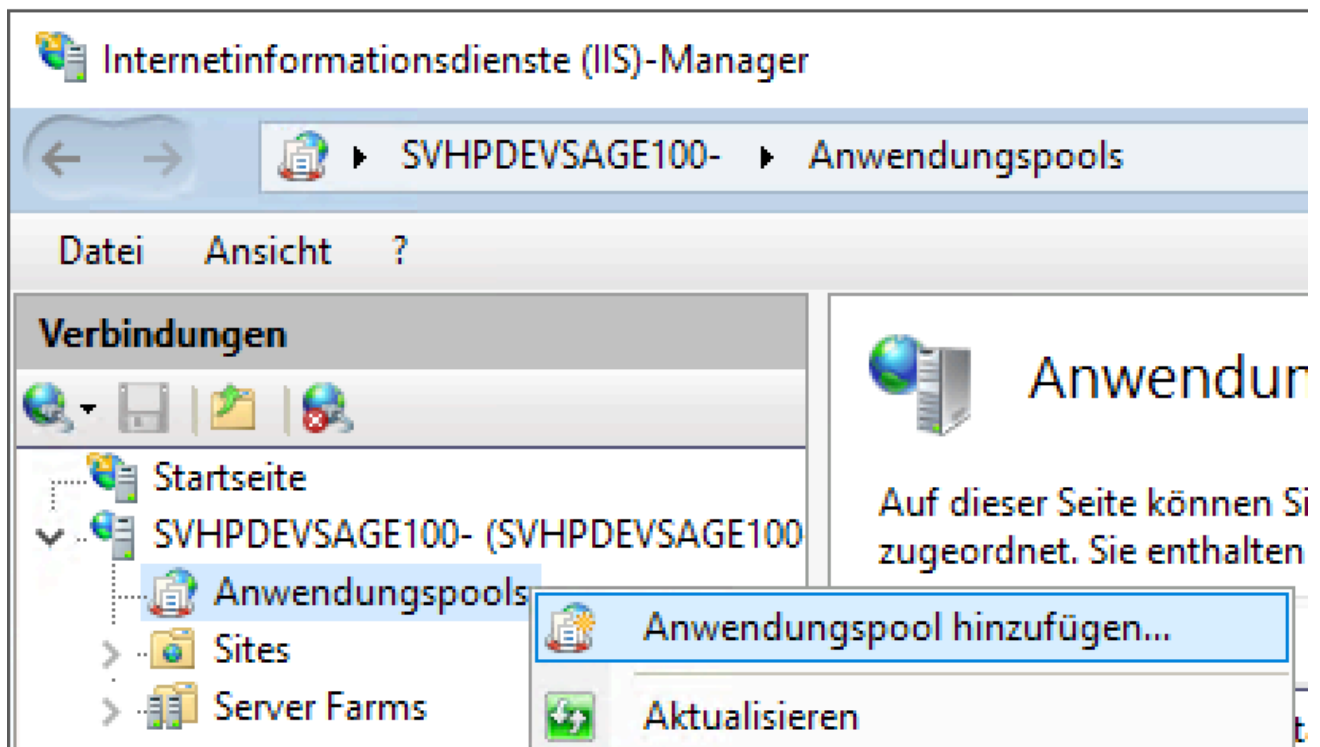 Internetinformationsdienste (IIS)-Manager
SVHPDEVSAGE100- Anwendungspools
Datei Ansicht ?
Verbindungen
Startseite
SVHPDEVSAGE100- (SVHPDEVSAGE100
Anwendungspools
Sites
Server Farms
Anwendun
Auf dieser Seite können Si
zugeordnet. Sie enthalten
Anwendungspool hinzufügen...
Aktualisieren